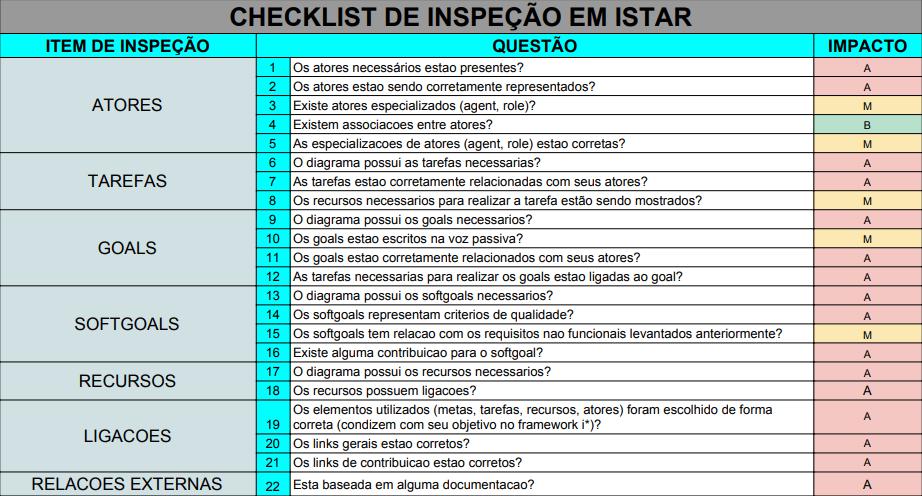 CHECKLIST DE INSPEÇÃO EM ISTAR
ITEM DE INSPEÇÃO QUESTÃO IMPACTO
ATORES
1 Os atores necessários estao presentes? A
2 Os atores estao sendo corretamente representados? A
3 Existe atores especializados (agent, role)? M
4 Existem associacoes entre atores? B
5 As especializacoes de atores (agent, role) estao corretas? M
TAREFAS
6 O diagrama possui as tarefas necessarias? A
7 As tarefas estao corretamente relacionadas com seus atores? A
8 Os recursos necessarios para realizar a tarefa estão sendo mostrados? M
GOALS
9 O diagrama possui os goals necessarios? A
10 Os goals estao escritos na voz passiva? M
11 Os goals estao corretamente relacionados com seus atores? A
12 As tarefas necessarias para realizar os goals estao ligadas ao goal? A
SOFTGOALS
13 O diagrama possui os softgoals necessarios? A
14 Os softgoals representam criterios de qualidade? A
15 Os softgoals tem relacao com os requisitos nao funcionais levantados anteriormente? M
16 Existe alguma contribuicao para o softgoal? A
RECURSOS
17 O diagrama possui os recursos necessarios? A
18 Os recursos possuem ligacoes? A
LIGACOES
19 Os elementos utilizados (metas, tarefas, recursos, atores) foram escolhido de forma
correta (condizem com seu objetivo no framework i*)? A
20 Os links gerais estao corretos? A
21 Os links de contribuicao estao corretos? A
RELACOES EXTERNAS
22 Esta baseada em alguma documentacao? A